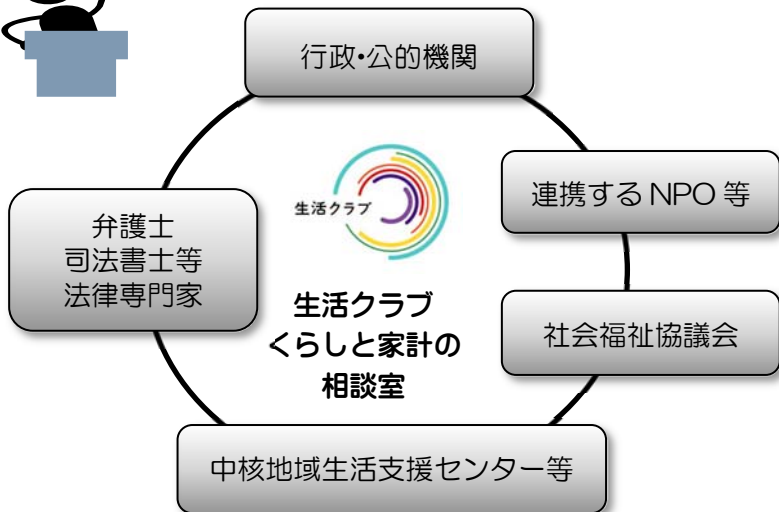 行政・公的機関
連携する NPO 等
弁護士
司法書士等
法律専門家
生活クラブ
生活クラブ
くらしと家計の
相談室
社会福祉協議会
中核地域生活支援センター等